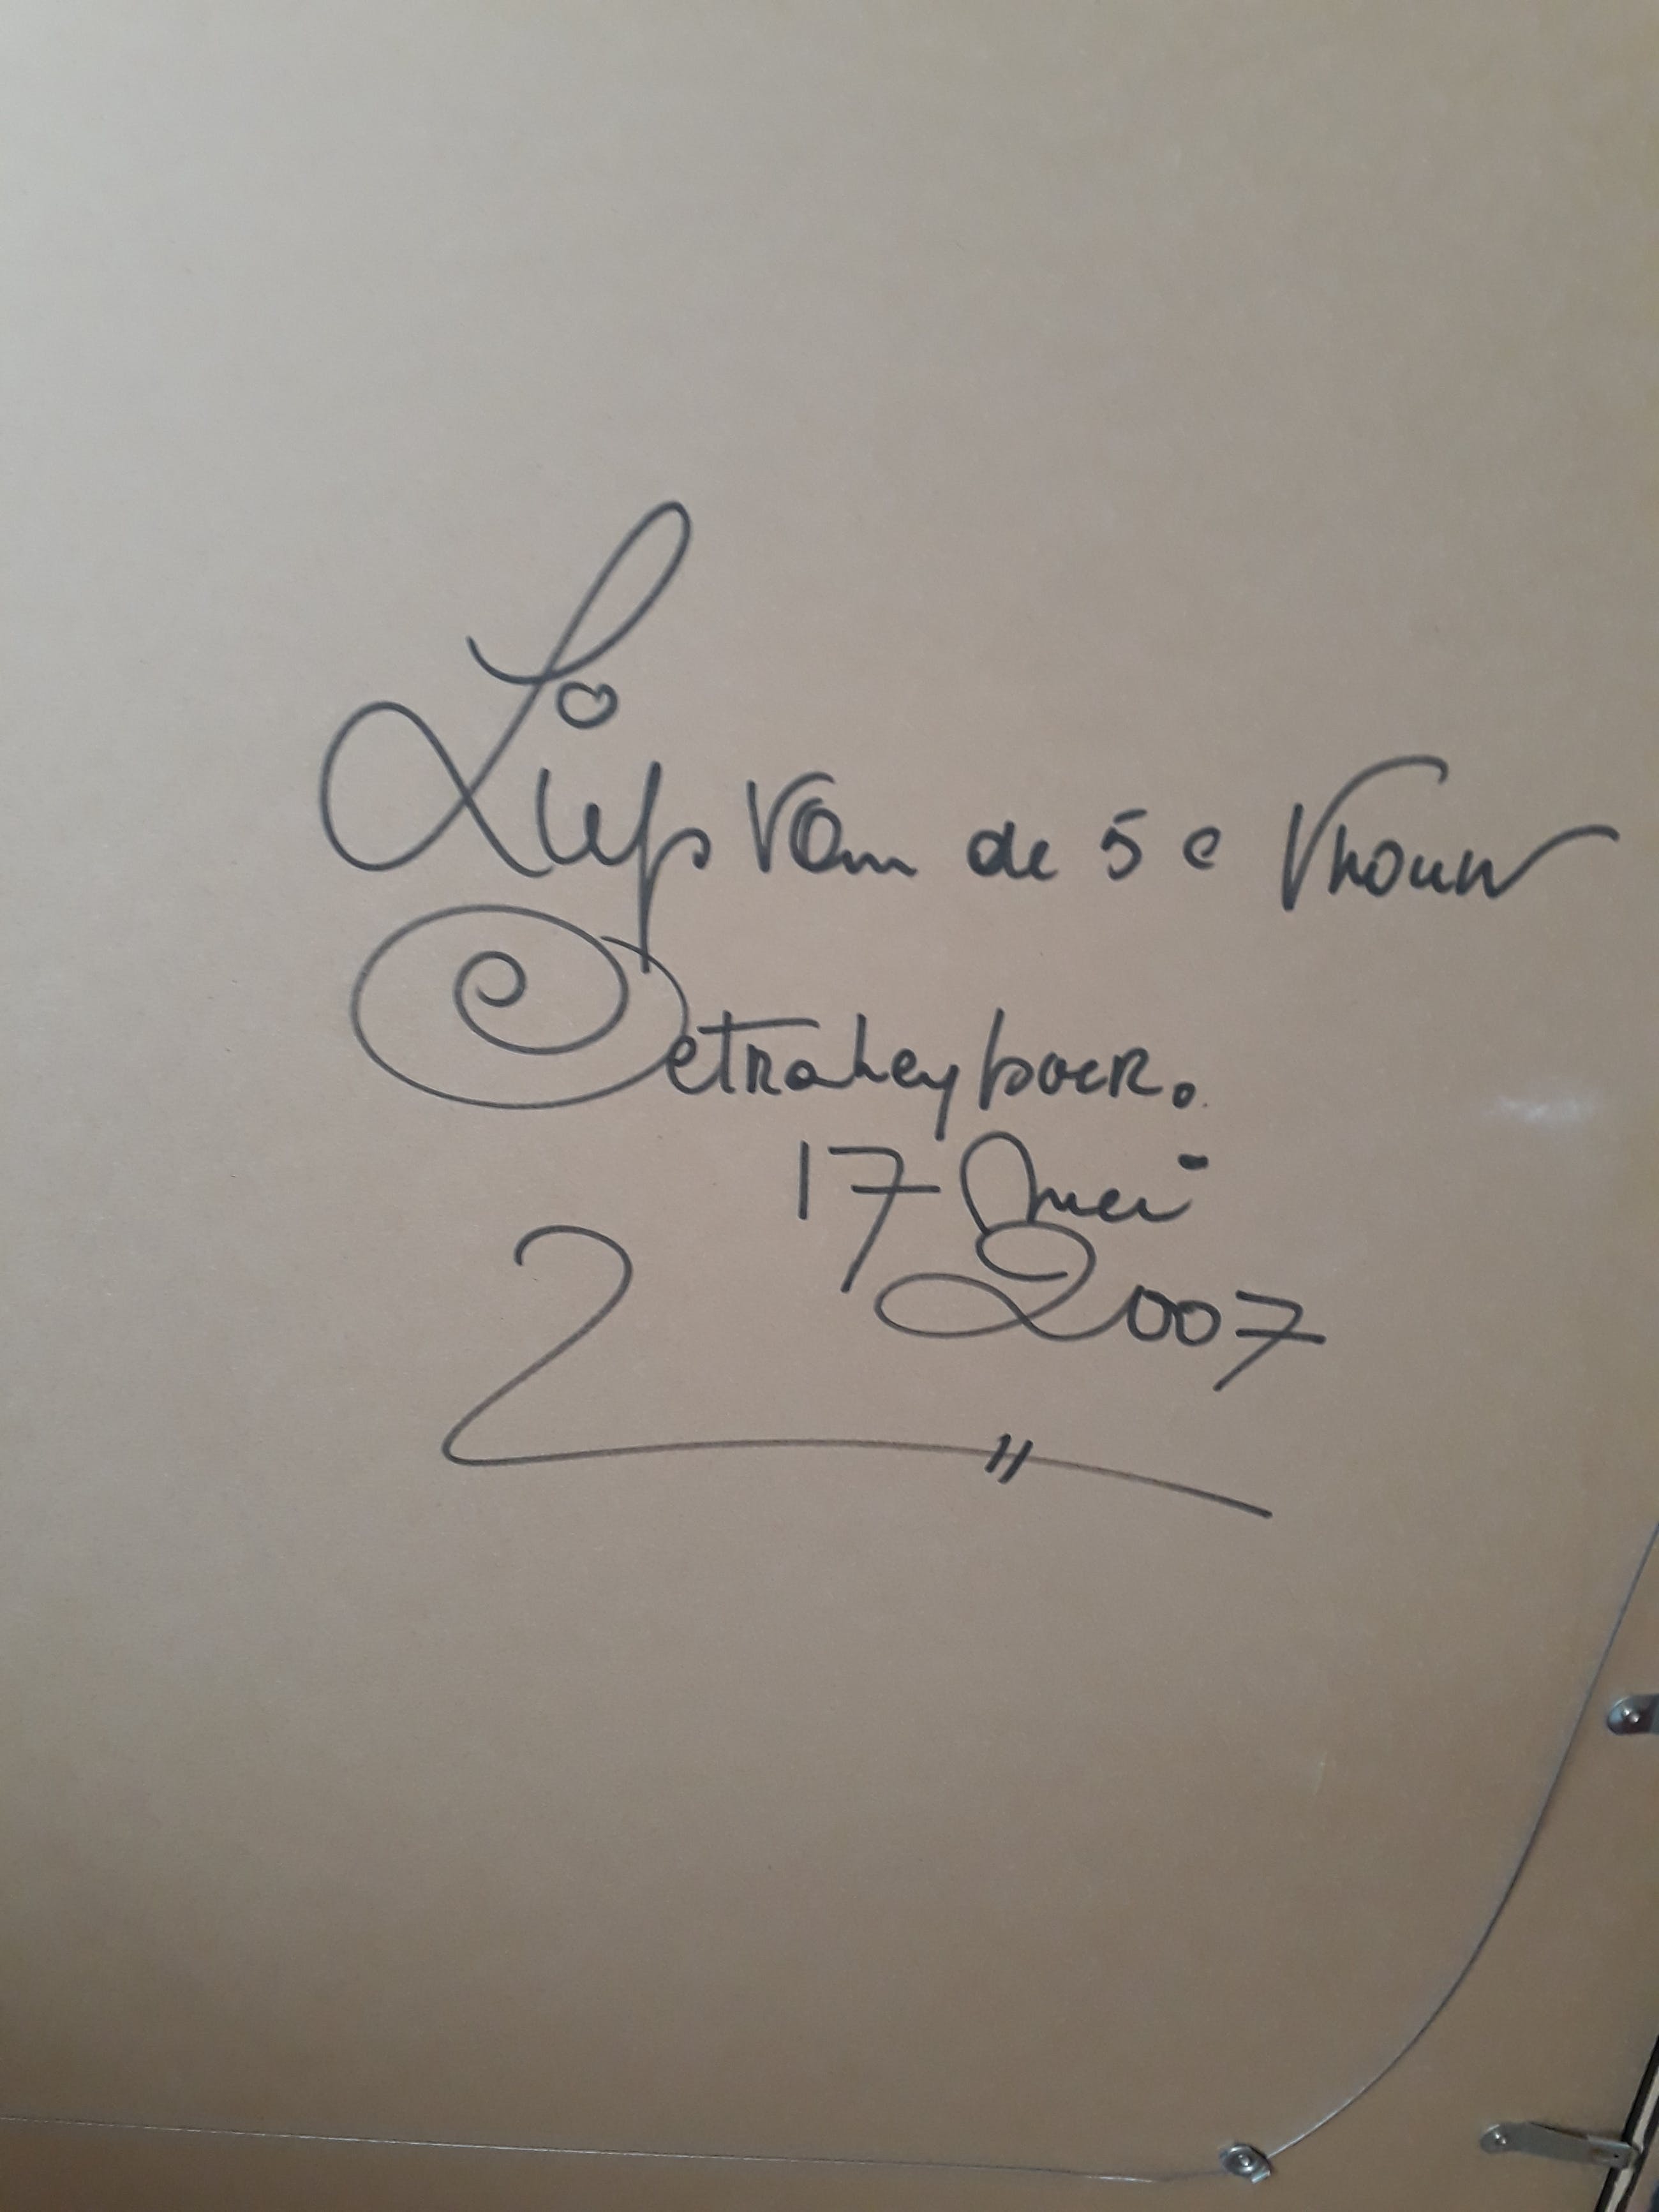 Liefs van de 5e Vrouw
Petraheyboer.
17 Mei
2007